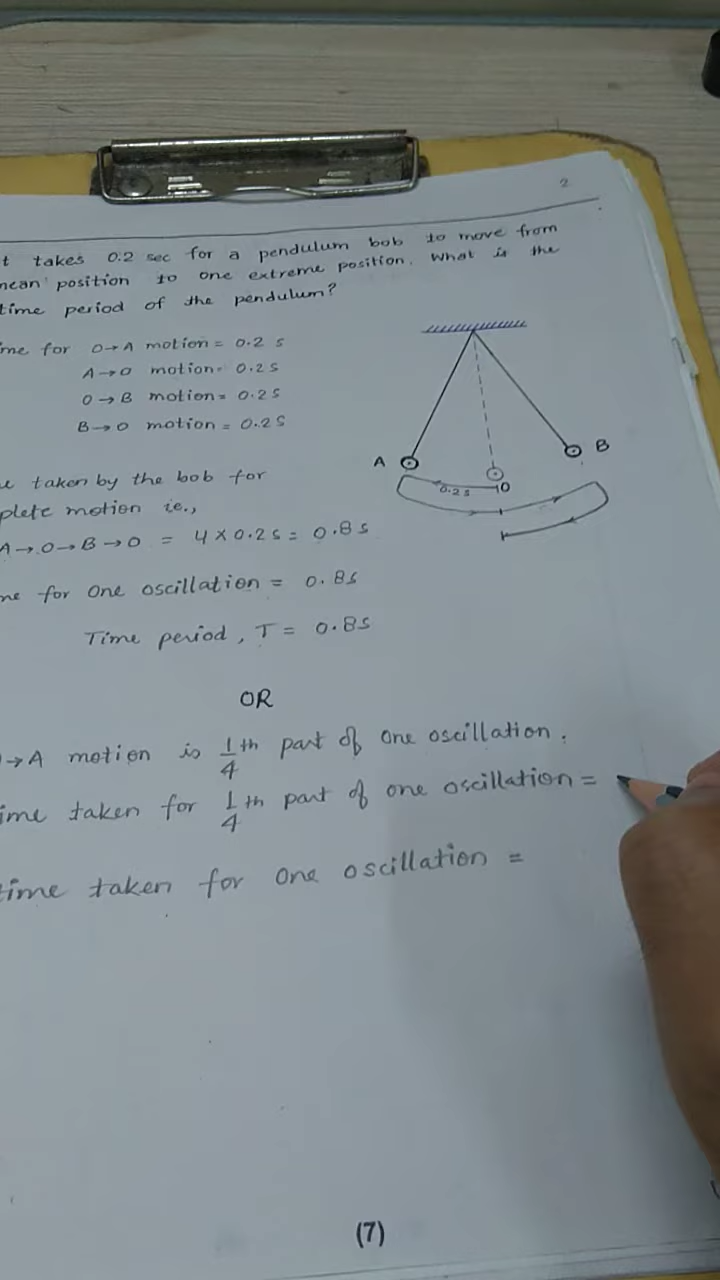 2
t takes 0.2 sec for a pendulum bob to move from
mean position to one extreme position. What is the
time period of the pendulum?
me for O→A motion = 0.2 s
A→O motion = 0.2 s
O→B motion = 0.2 s
B→O motion = 0.2 s
A
B
0.2 s
O
e taken by the bob for
plete motion ie.,
A→O→B→O = 4 × 0.2 s = 0.8 s
me for one oscillation = 0.8 s
Time period, T = 0.8 s
OR
→A motion is 1/4 th part of one oscillation.
ime taken for 1/4 th part of one oscillation =
time taken for one oscillation =
(7)